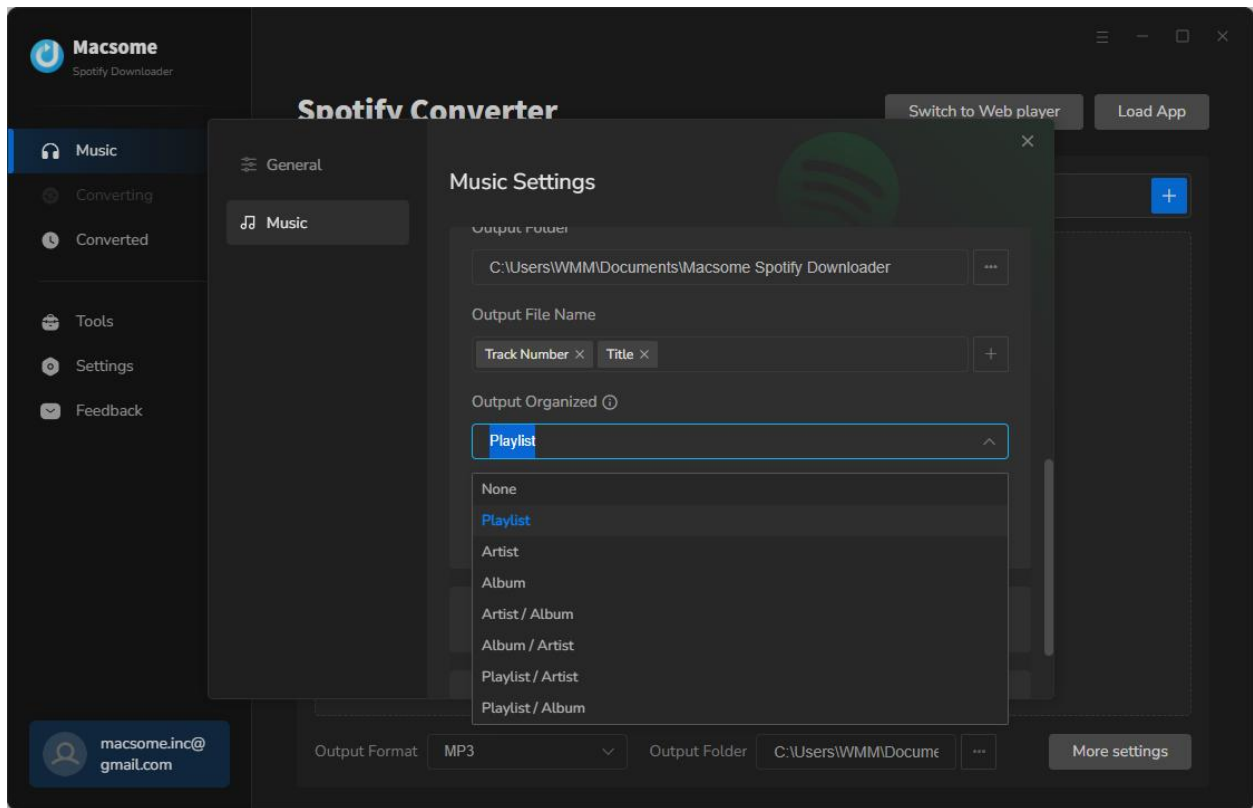 Macsome
Spotify Downloader
Spotify Converter
Switch to Web player
Load App
Music
Converting
Converted
Tools
Settings
Feedback
General
Music
Music Settings
Output Folder
C:\Users\WMM\Documents\Macsome Spotify Downloader
Output File Name
Track Number × Title ×
Output Organized
Playlist
None
Playlist
Artist
Album
Artist / Album
Album / Artist
Playlist / Artist
Playlist / Album
macsome.inc@
gmail.com
Output Format MP3 Output Folder C:\Users\WMM\Docume
More settings